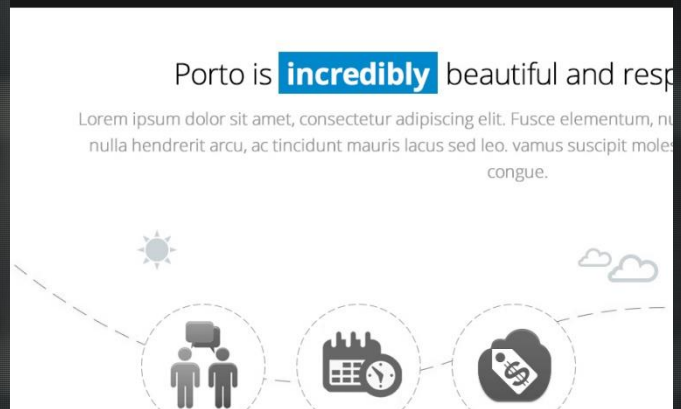 Porto is incredibly beautiful and resp
Lorem ipsum dolor sit amet, consectetur adipiscing elit. Fusce elementum, nu
nulla hendrerit arcu, ac tincidunt mauris lacus sed leo. vamus suscipit moles
congue.
$